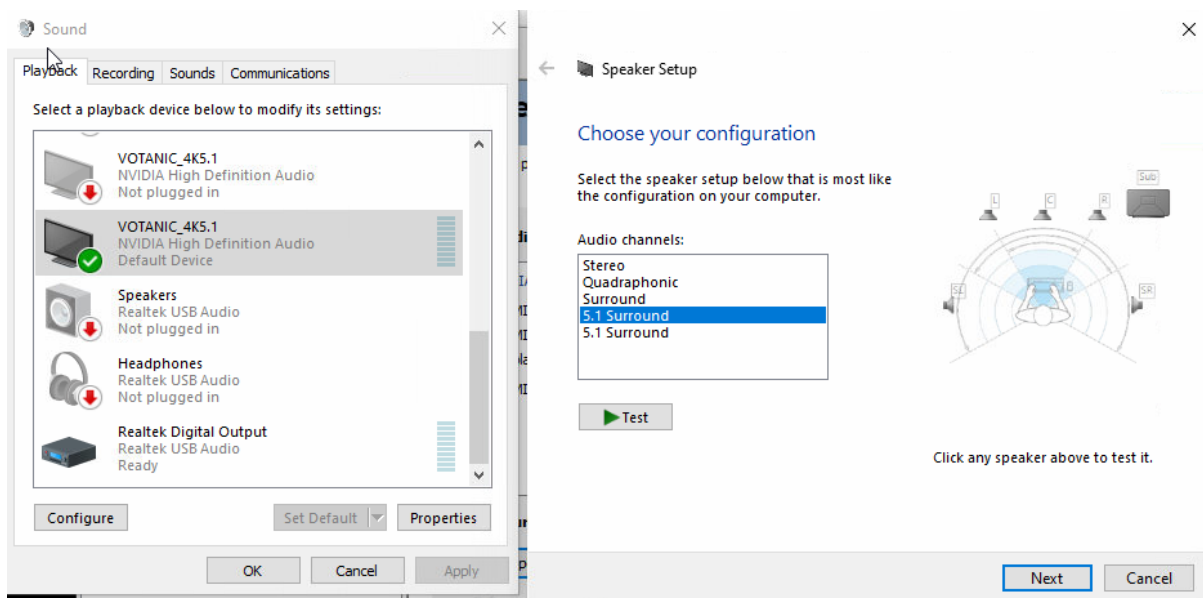 Sound
Playback
Recording
Sounds
Communications
Select a playback device below to modify its settings:
VOTANIC_4K5.1
NVIDIA High Definition Audio
Not plugged in
VOTANIC_4K5.1
NVIDIA High Definition Audio
Default Device
Speakers
Realtek USB Audio
Not plugged in
Headphones
Realtek USB Audio
Not plugged in
Realtek Digital Output
Realtek USB Audio
Ready
Configure
Set Default
Properties
OK
Cancel
Apply
Speaker Setup
Choose your configuration
Select the speaker setup below that is most like
the configuration on your computer.
Audio channels:
Stereo
Quadraphonic
Surround
5.1 Surround
5.1 Surround
Test
L
C
R
Sub
SL
SR
Click any speaker above to test it.
Next
Cancel